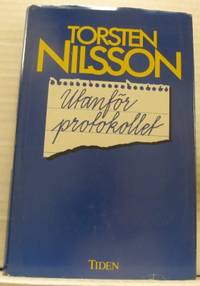 TORSTEN
NILSSON
Utanför
protokollet
TIDEN